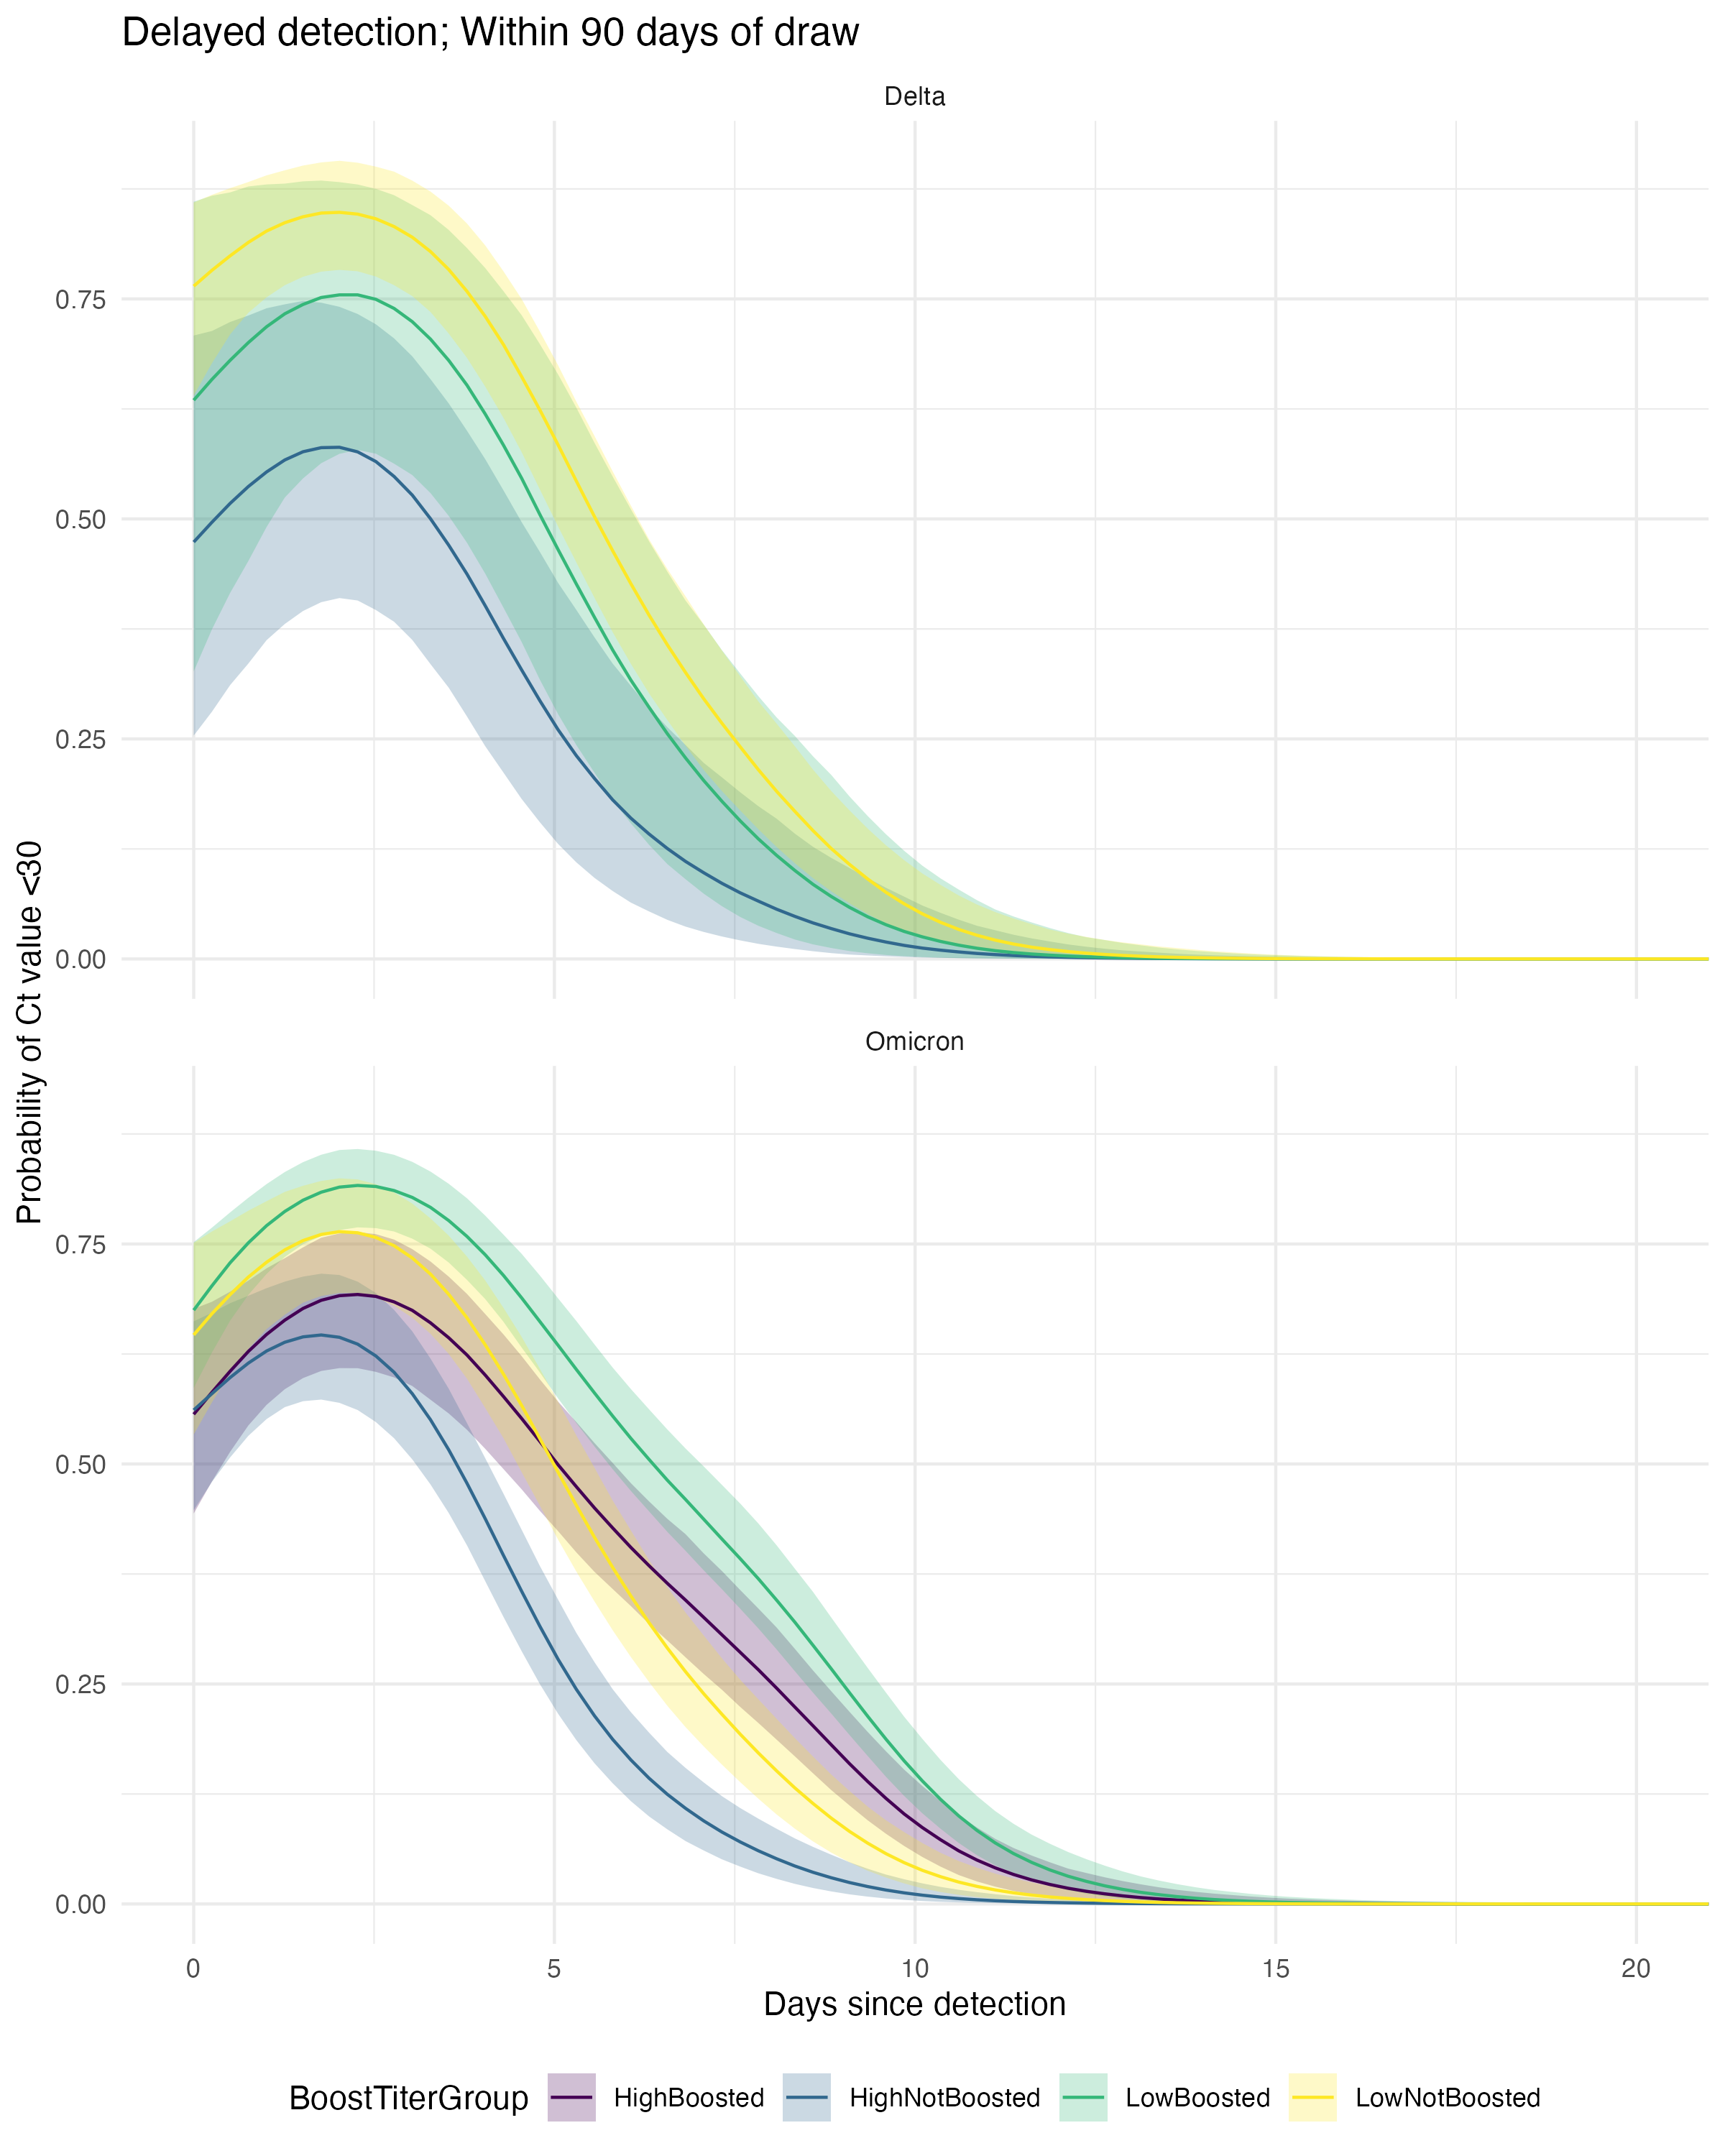 Delayed detection; Within 90 days of draw
Delta
0.75
0.50
0.25
0.00
Probability of Ct value <30
Omicron
0.75
0.50
0.25
0.00
0 5 10 15 20
Days since detection
BoostTiterGroup HighBoosted HighNotBoosted LowBoosted LowNotBoosted